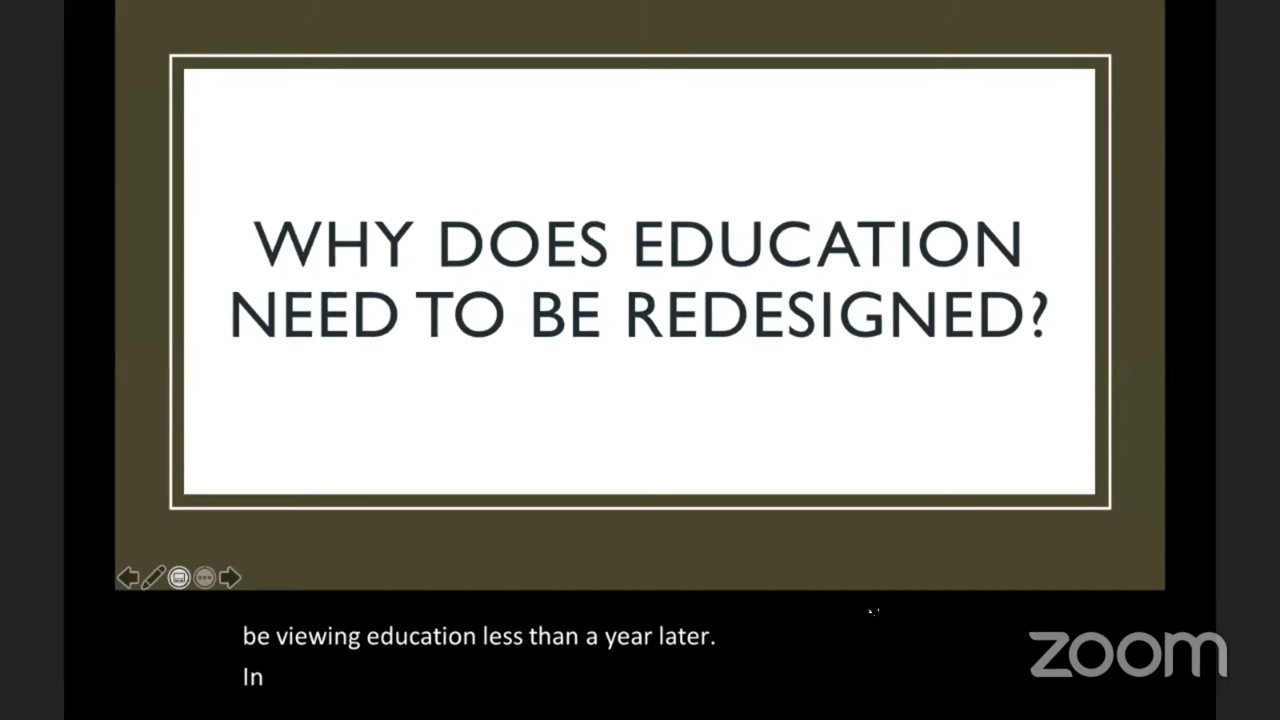 WHY DOES EDUCATION
NEED TO BE REDESIGNED?
be viewing education less than a year later.
In
zoom